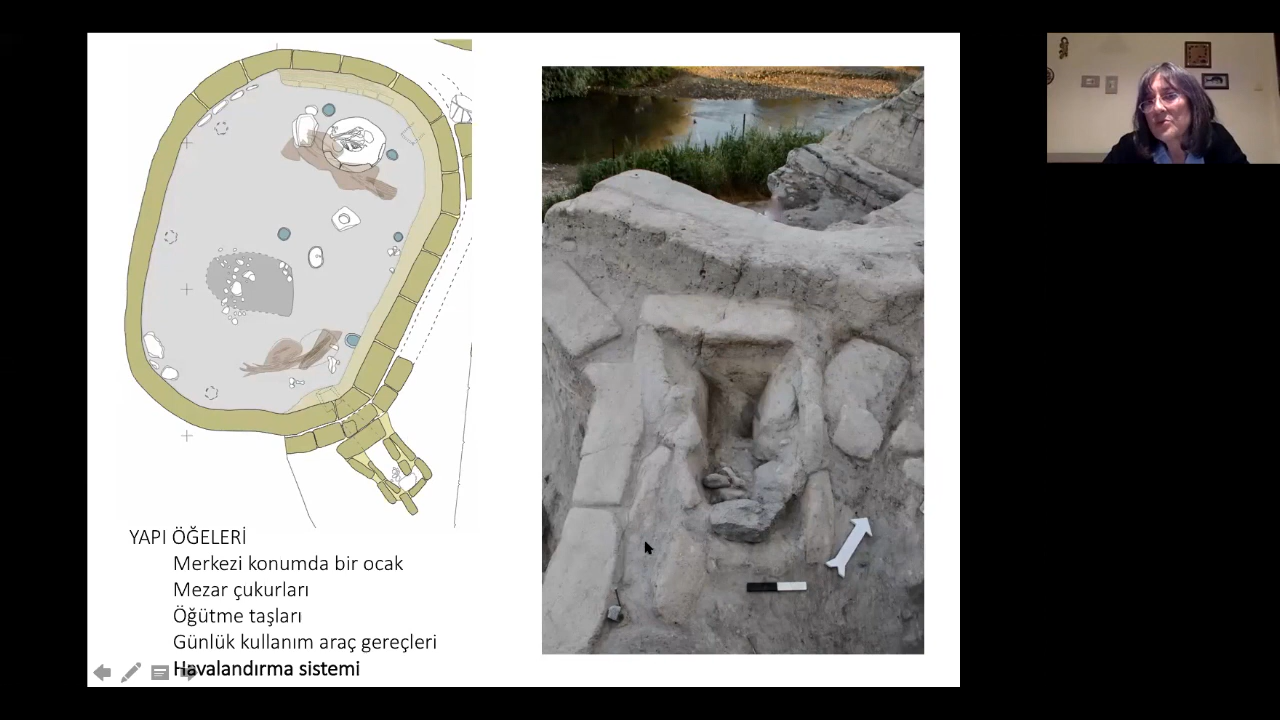 YAPI ÖĞELERİ
Merkezi konumda bir ocak
Mezar çukurları
Öğütme taşları
Günlük kullanım araç gereçleri
Havalandırma sistemi